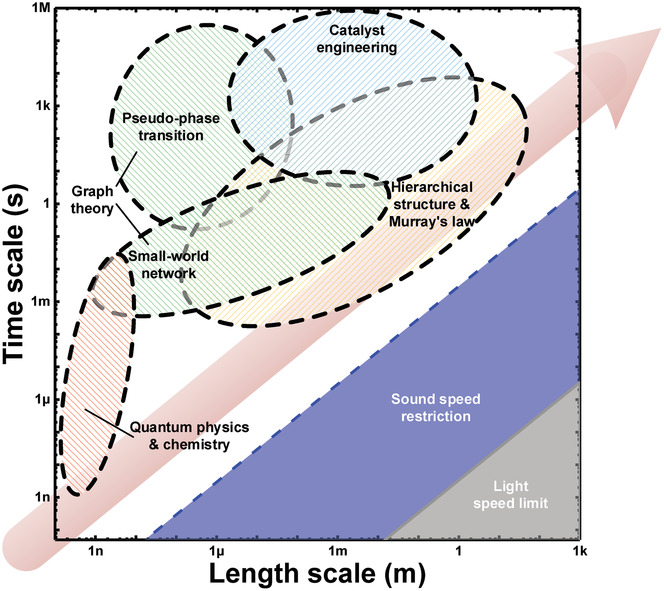 1M
1k
1
1m
1µ
1n
Time scale (s)
Catalyst
engineering
Pseudo-phase
transition
Graph
theory
Small-world
network
Hierarchical
structure &
Murray's law
Quantum physics
& chemistry
Sound speed
restriction
Light
speed limit
1n
1µ
1m
1
1k
Length scale (m)